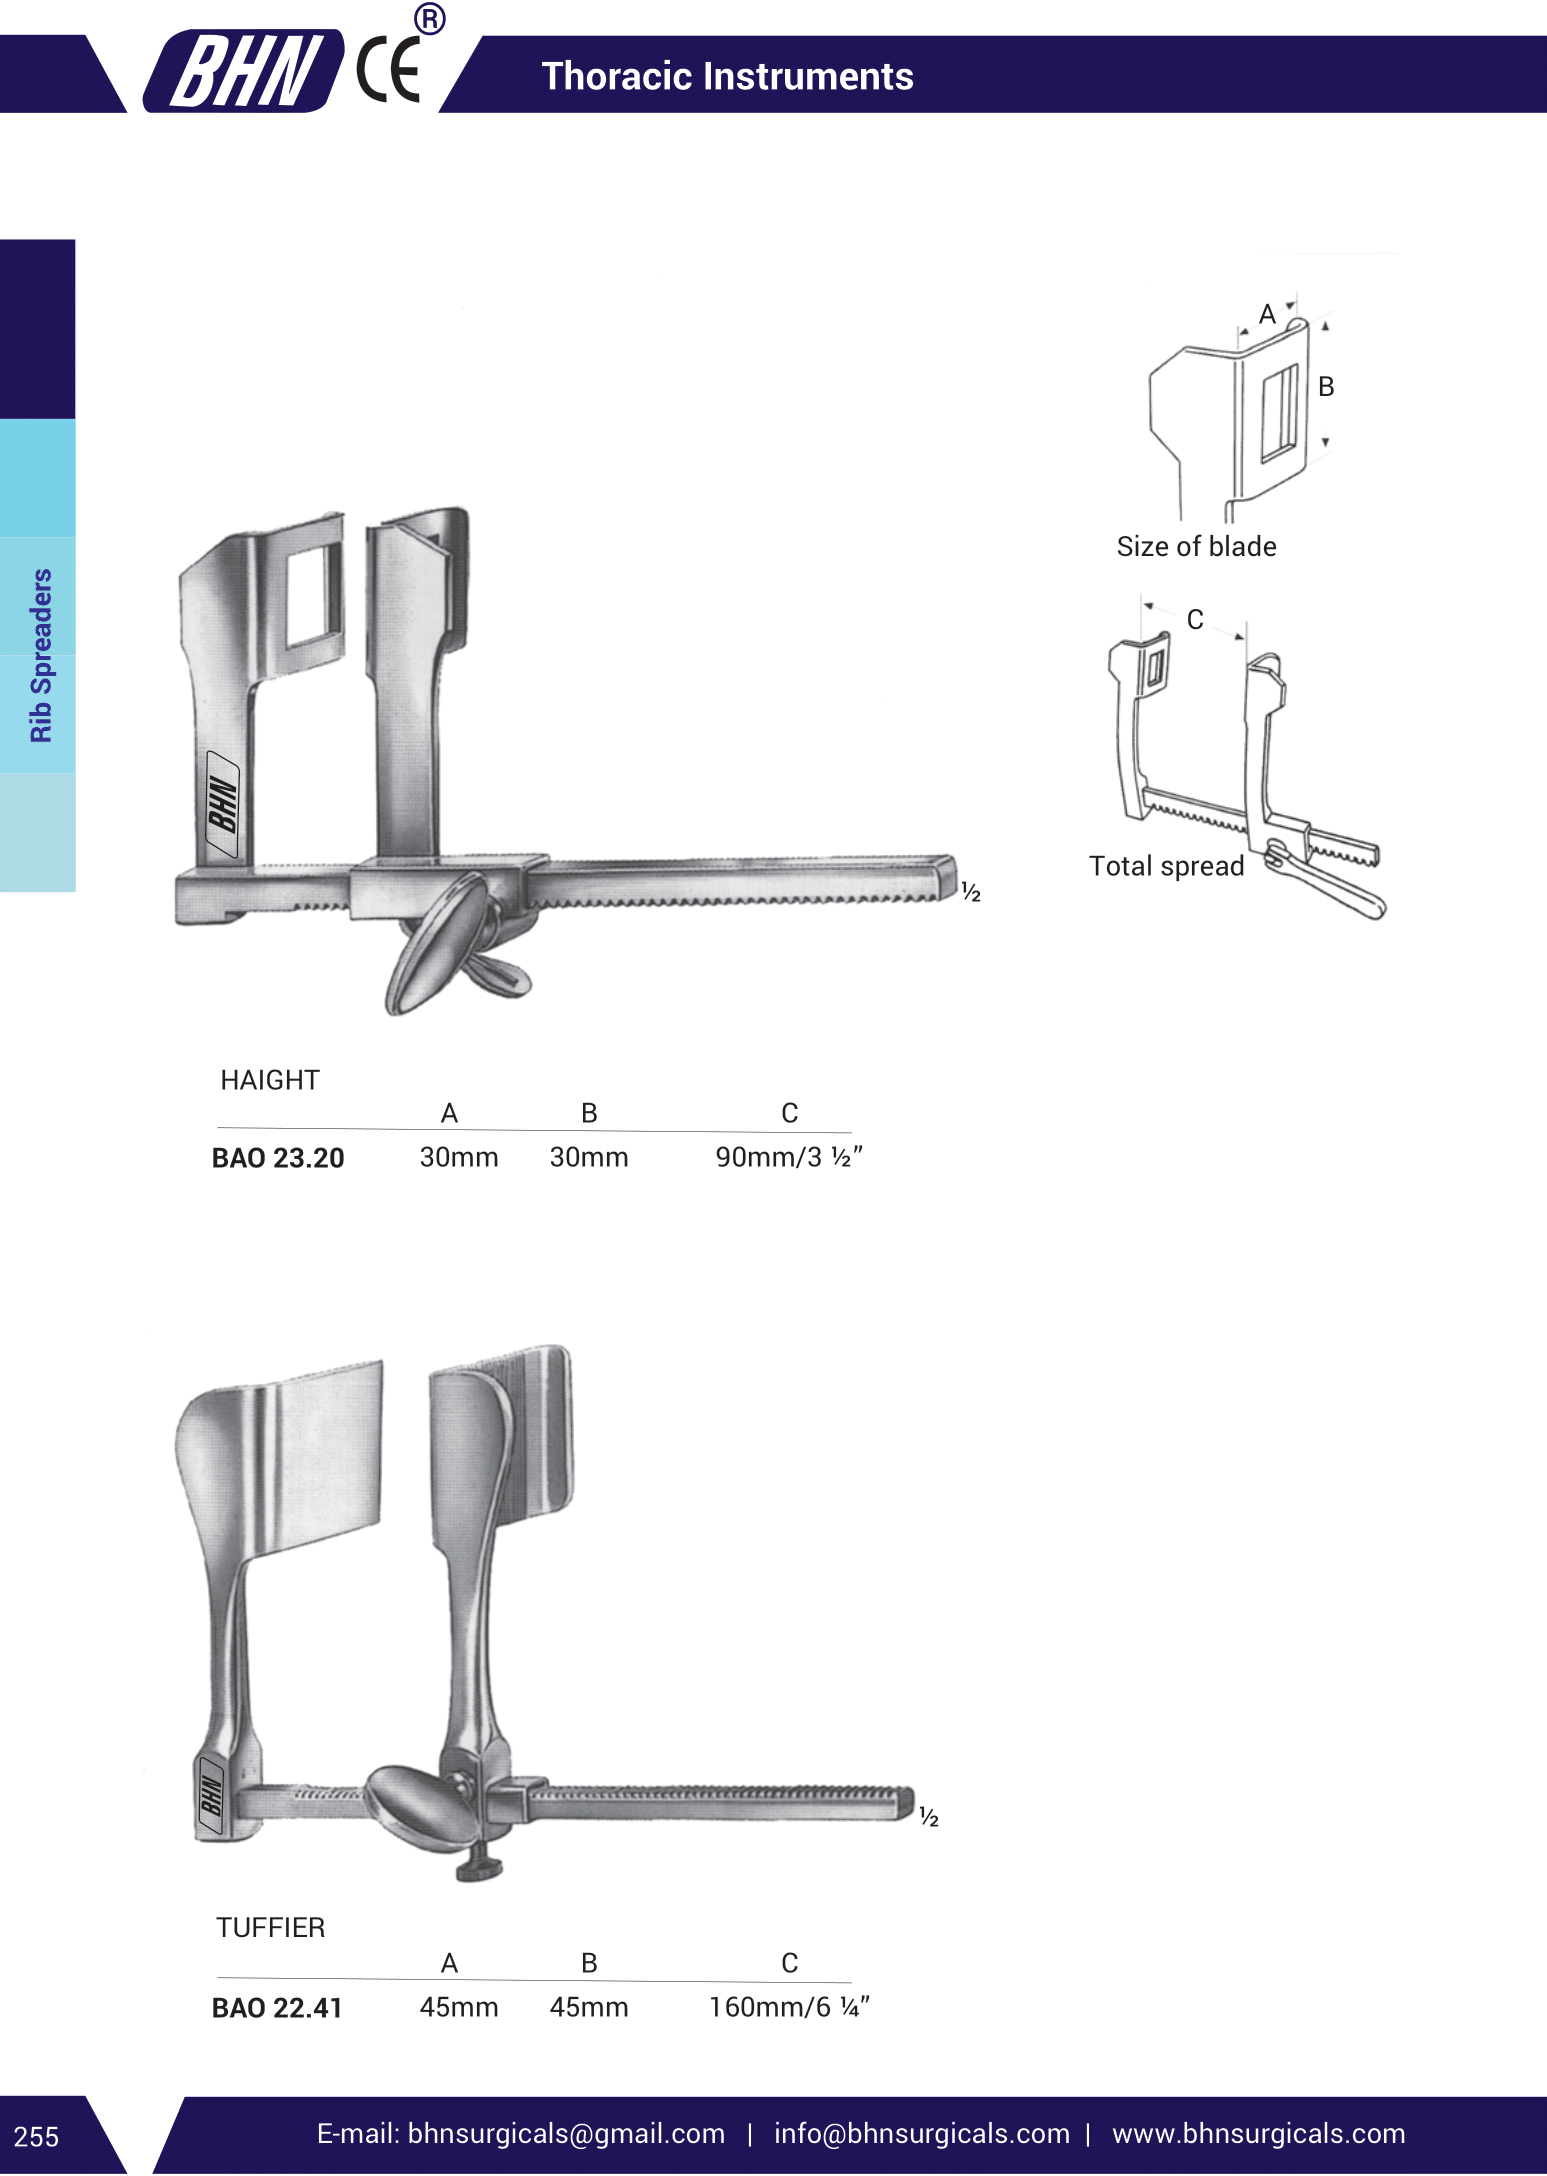 BHN CE ®
Thoracic Instruments
Rib Spreaders
A
B
Size of blade
C
Total spread
BHN
½
HAIGHT
A B C
BAO 23.20 30mm 30mm 90mm/3 ½”
BHN
½
TUFFIER
A B C
BAO 22.41 45mm 45mm 160mm/6 ¼”
255
E-mail: bhnsurgicals@gmail.com | info@bhnsurgicals.com | www.bhnsurgicals.com